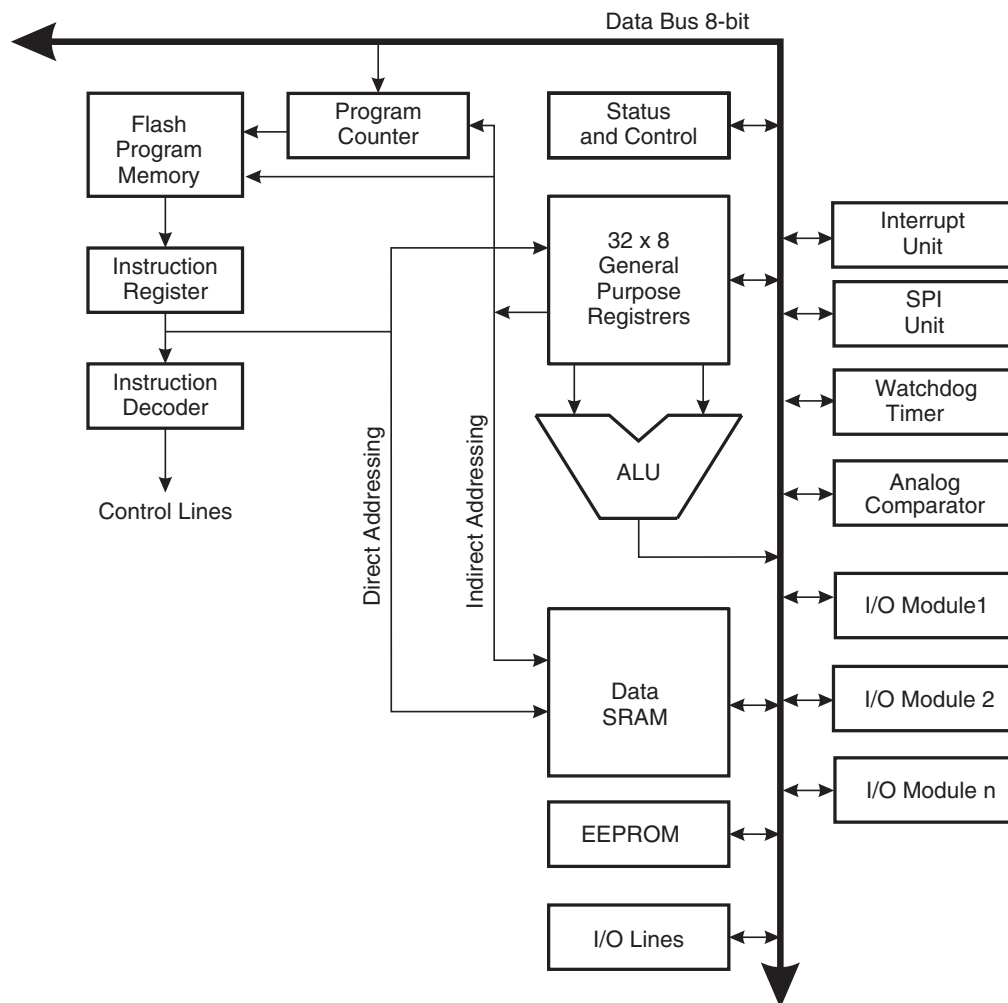 Data Bus 8-bit
Flash
Program
Memory
Program
Counter
Status
and Control
Instruction
Register
32 x 8
General
Purpose
Registrers
Interrupt
Unit
SPI
Unit
Instruction
Decoder
Watchdog
Timer
Control Lines
ALU
Analog
Comparator
Direct Addressing
Indirect Addressing
I/O Module1
Data
SRAM
I/O Module 2
I/O Module n
EEPROM
I/O Lines